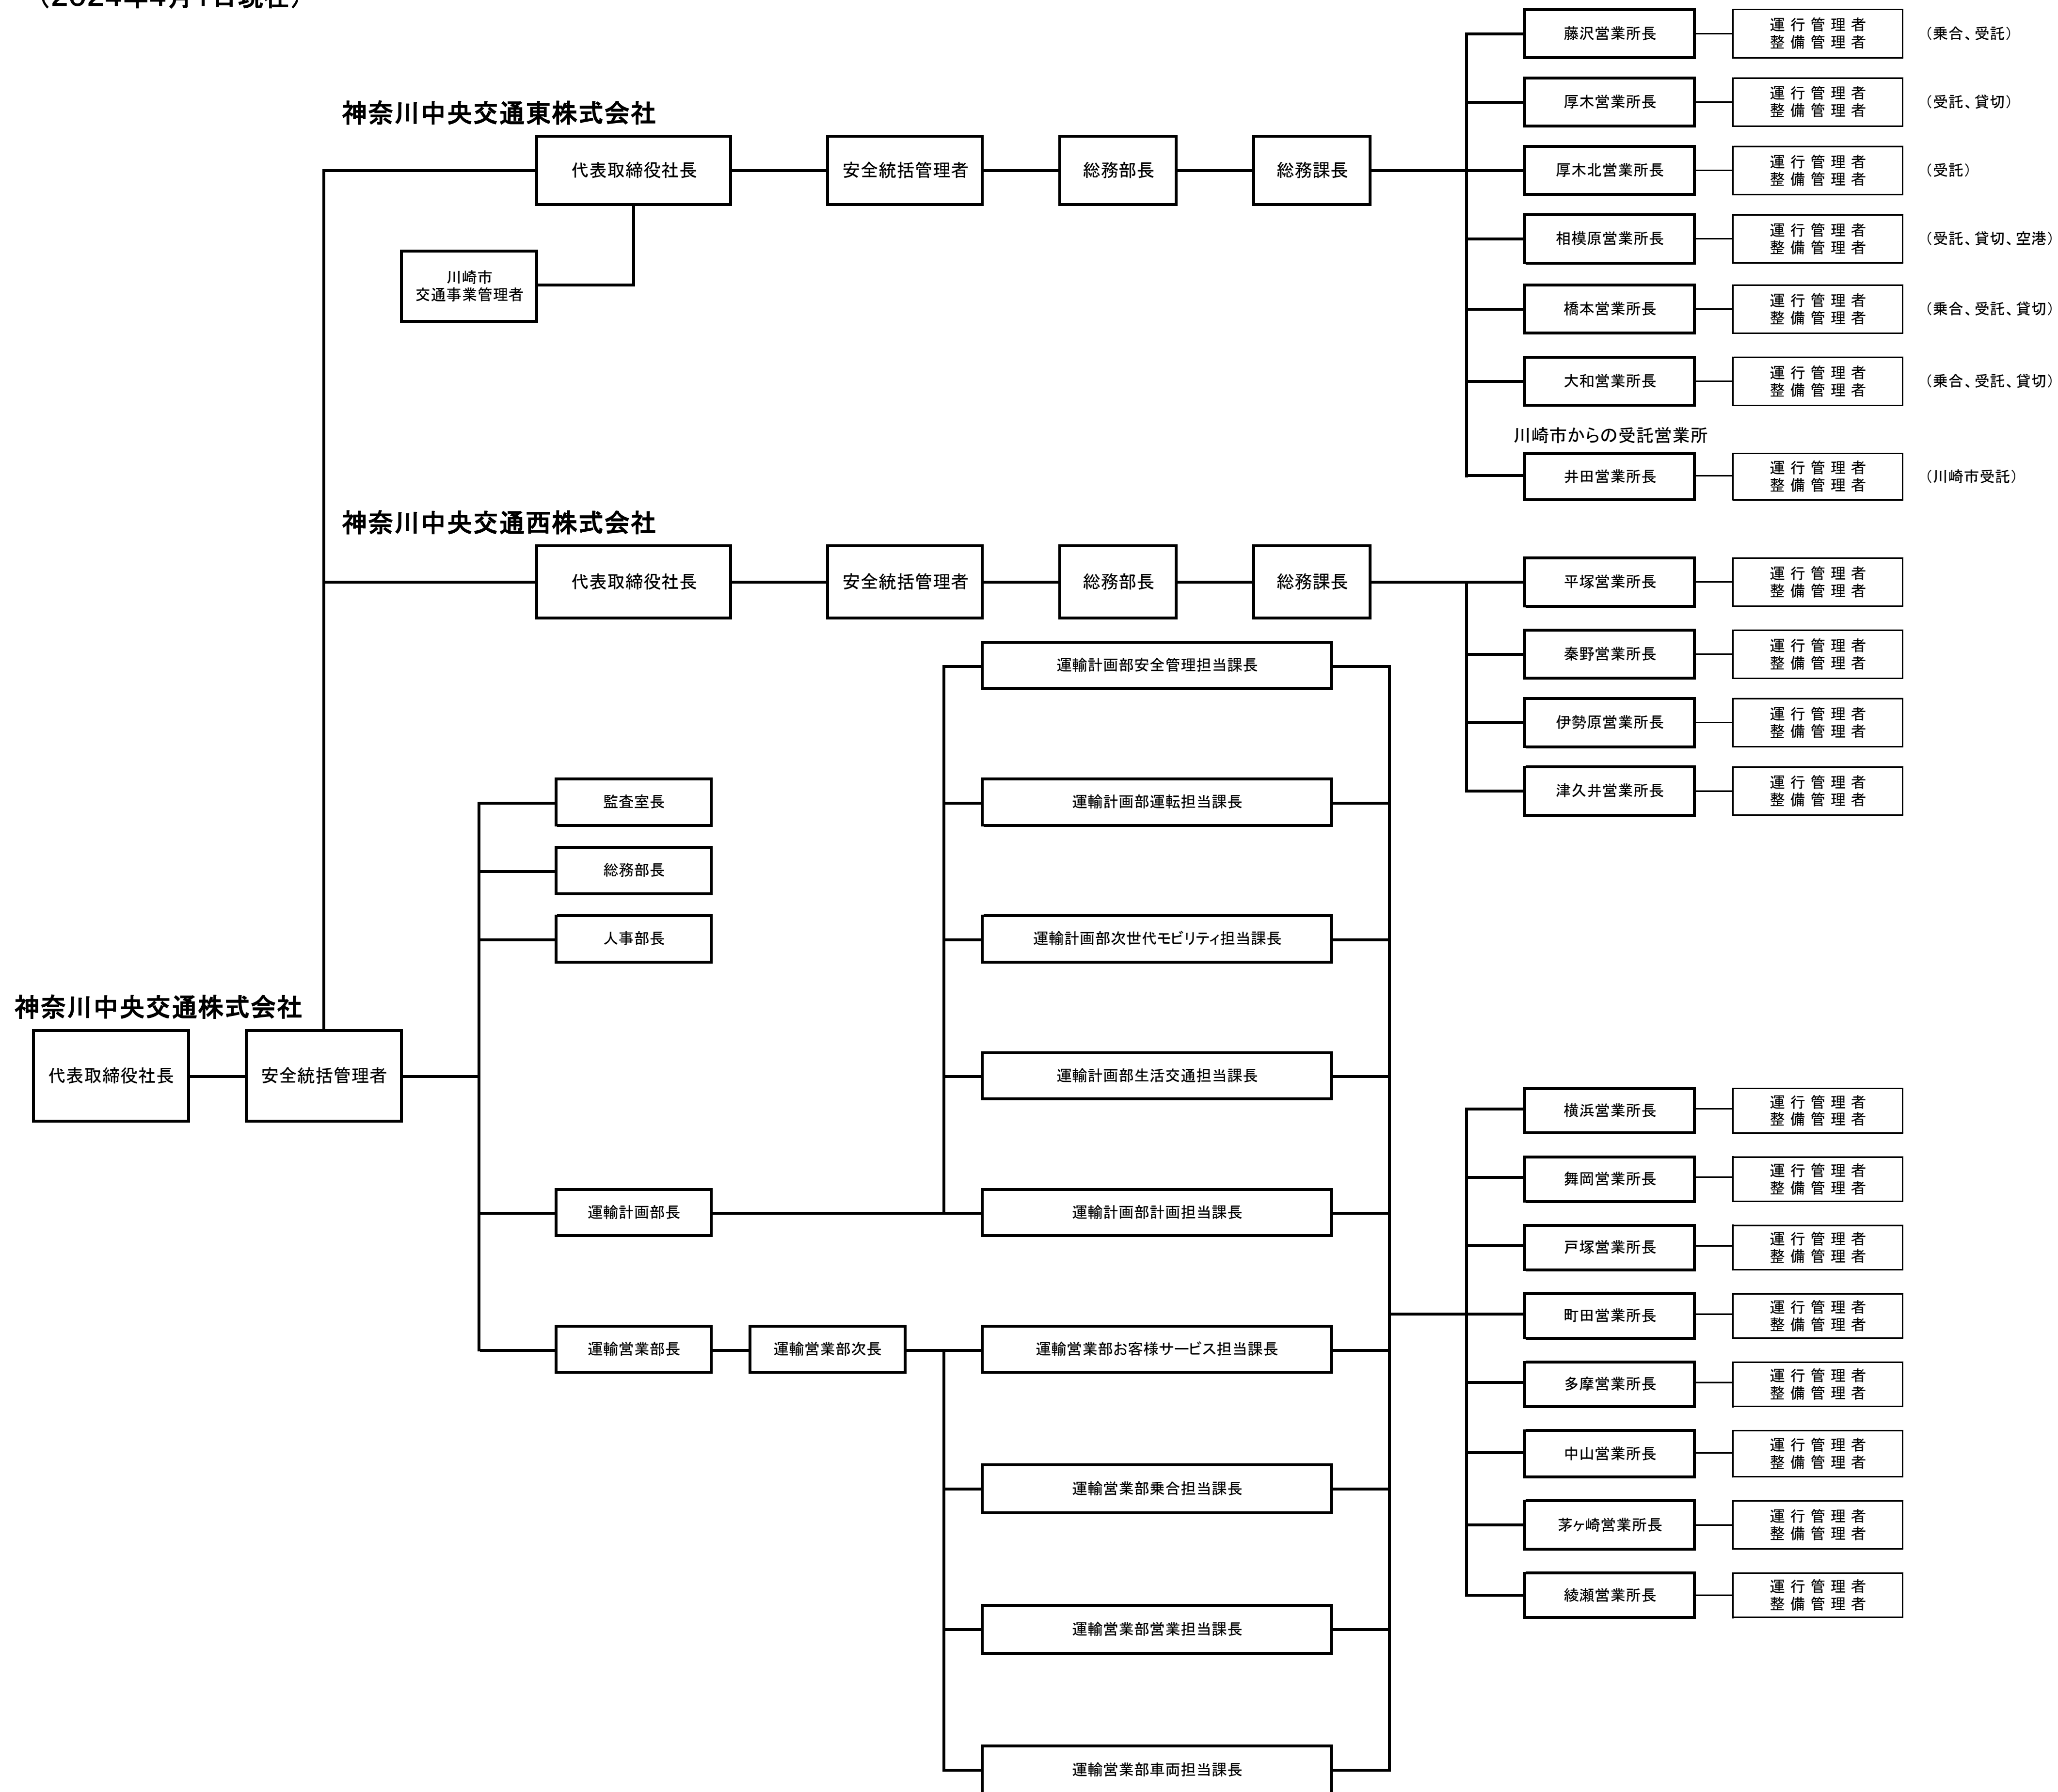 （2024年4月1日現在）
藤沢営業所長
運行管理者
整備管理者
（乗合、受託）
厚木営業所長
運行管理者
整備管理者
（受託、貸切）
神奈川中央交通東株式会社
代表取締役社長
安全統括管理者
総務部長
総務課長
厚木北営業所長
運行管理者
整備管理者
（受託）
相模原営業所長
運行管理者
整備管理者
（受託、貸切、空港）
川崎市
交通事業管理者
橋本営業所長
運行管理者
整備管理者
（乗合、受託、貸切）
大和営業所長
運行管理者
整備管理者
（乗合、受託、貸切）
川崎市からの受託営業所
井田営業所長
運行管理者
整備管理者
（川崎市受託）
神奈川中央交通西株式会社
代表取締役社長
安全統括管理者
総務部長
総務課長
平塚営業所長
運行管理者
整備管理者
秦野営業所長
運行管理者
整備管理者
伊勢原営業所長
運行管理者
整備管理者
津久井営業所長
運行管理者
整備管理者
運輸計画部安全管理担当課長
監査室長
運輸計画部運転担当課長
総務部長
人事部長
運輸計画部次世代モビリティ担当課長
神奈川中央交通株式会社
代表取締役社長
安全統括管理者
運輸計画部生活交通担当課長
運輸計画部長
運輸計画部計画担当課長
運輸営業部長
運輸営業部次長
運輸営業部お客様サービス担当課長
運輸営業部乗合担当課長
運輸営業部営業担当課長
運輸営業部車両担当課長
横浜営業所長
運行管理者
整備管理者
舞岡営業所長
運行管理者
整備管理者
戸塚営業所長
運行管理者
整備管理者
町田営業所長
運行管理者
整備管理者
多摩営業所長
運行管理者
整備管理者
中山営業所長
運行管理者
整備管理者
茅ヶ崎営業所長
運行管理者
整備管理者
綾瀬営業所長
運行管理者
整備管理者